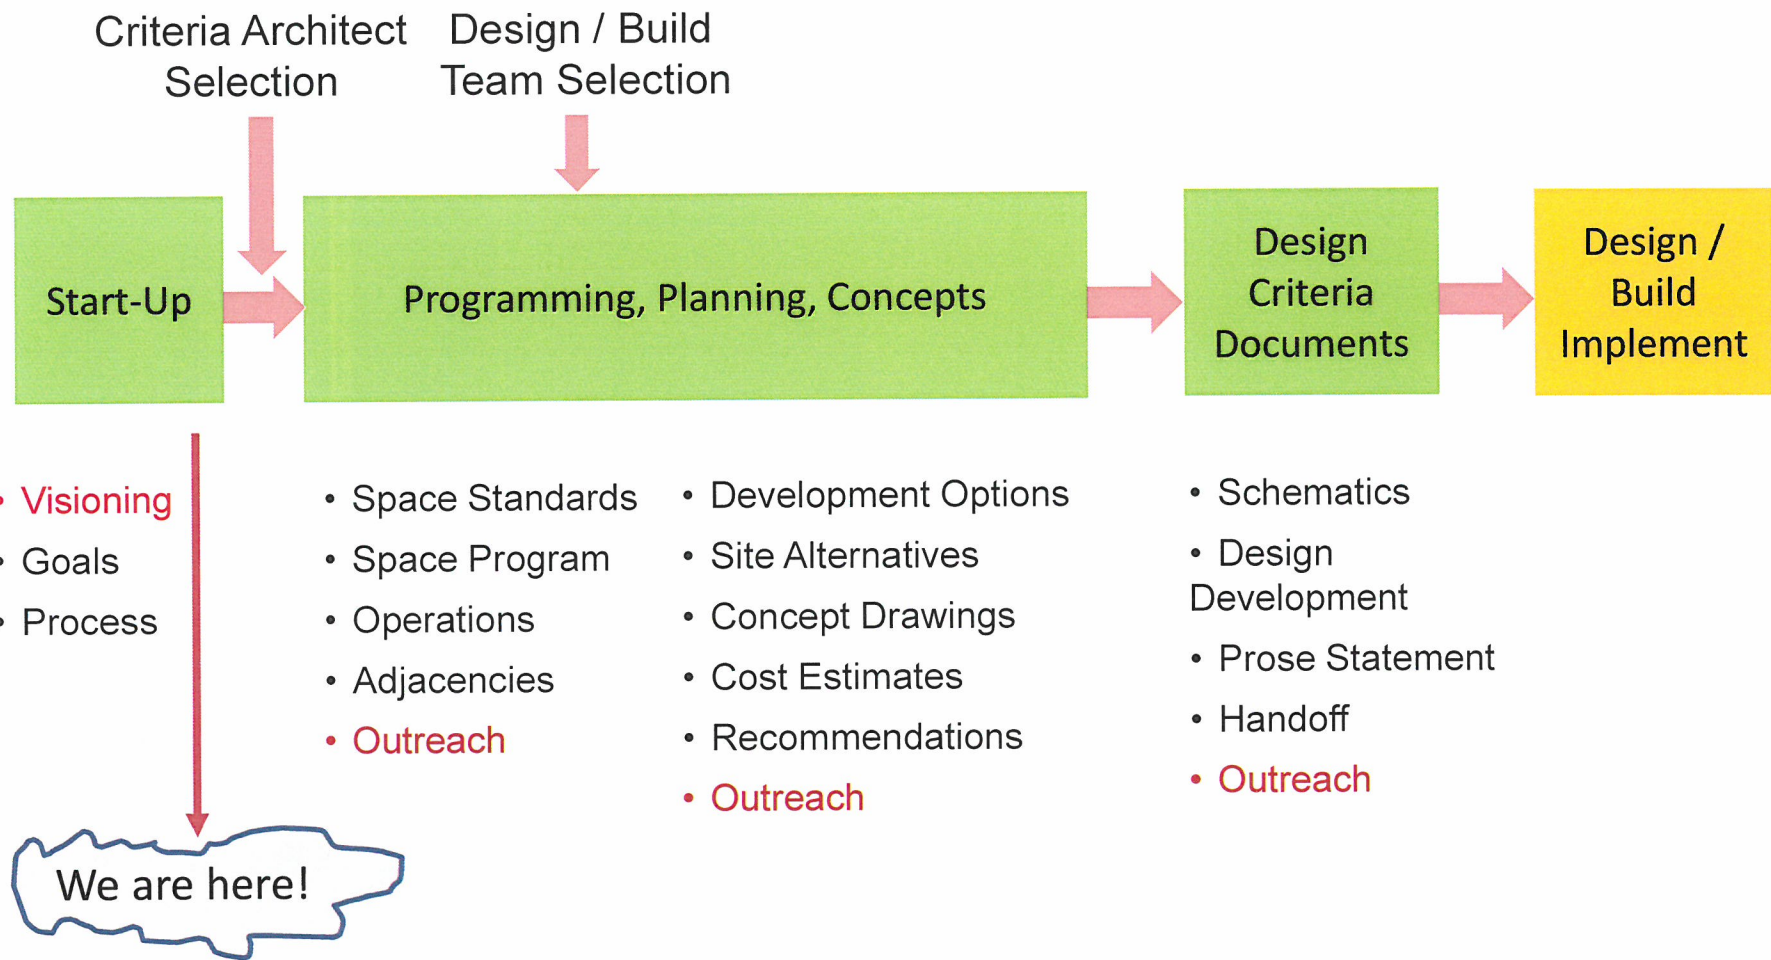 Criteria Architect
Selection
Design / Build
Team Selection
Start-Up
Programming, Planning, Concepts
Design
Criteria
Documents
Design /
Build
Implement
• Visioning
• Goals
• Process
• Space Standards
• Space Program
• Operations
• Adjacencies
• Outreach
• Development Options
• Site Alternatives
• Concept Drawings
• Cost Estimates
• Recommendations
• Outreach
• Schematics
• Design
Development
• Prose Statement
• Handoff
• Outreach
We are here!